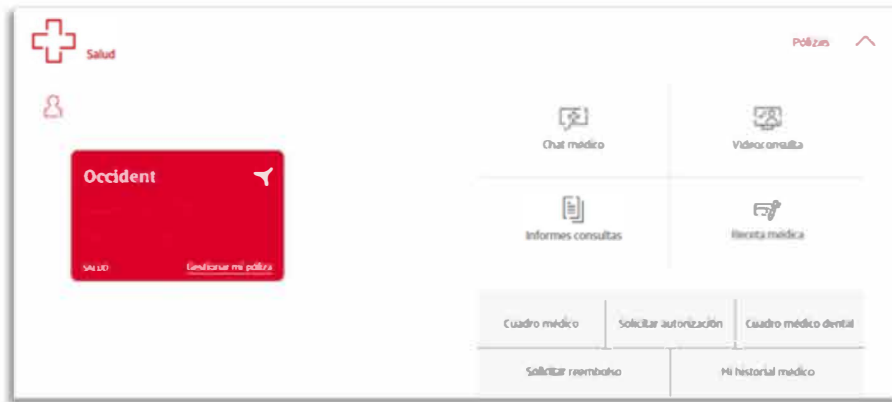 Salud
Pólizas
Chat médico
Videoconsulta
Occident
Informes consultas
Receta médica
SALUD
Gestionar mi póliza
Cuadro médico
Solicitar autorización
Cuadro médico dental
Solicitar reembolso
Mi historial medico